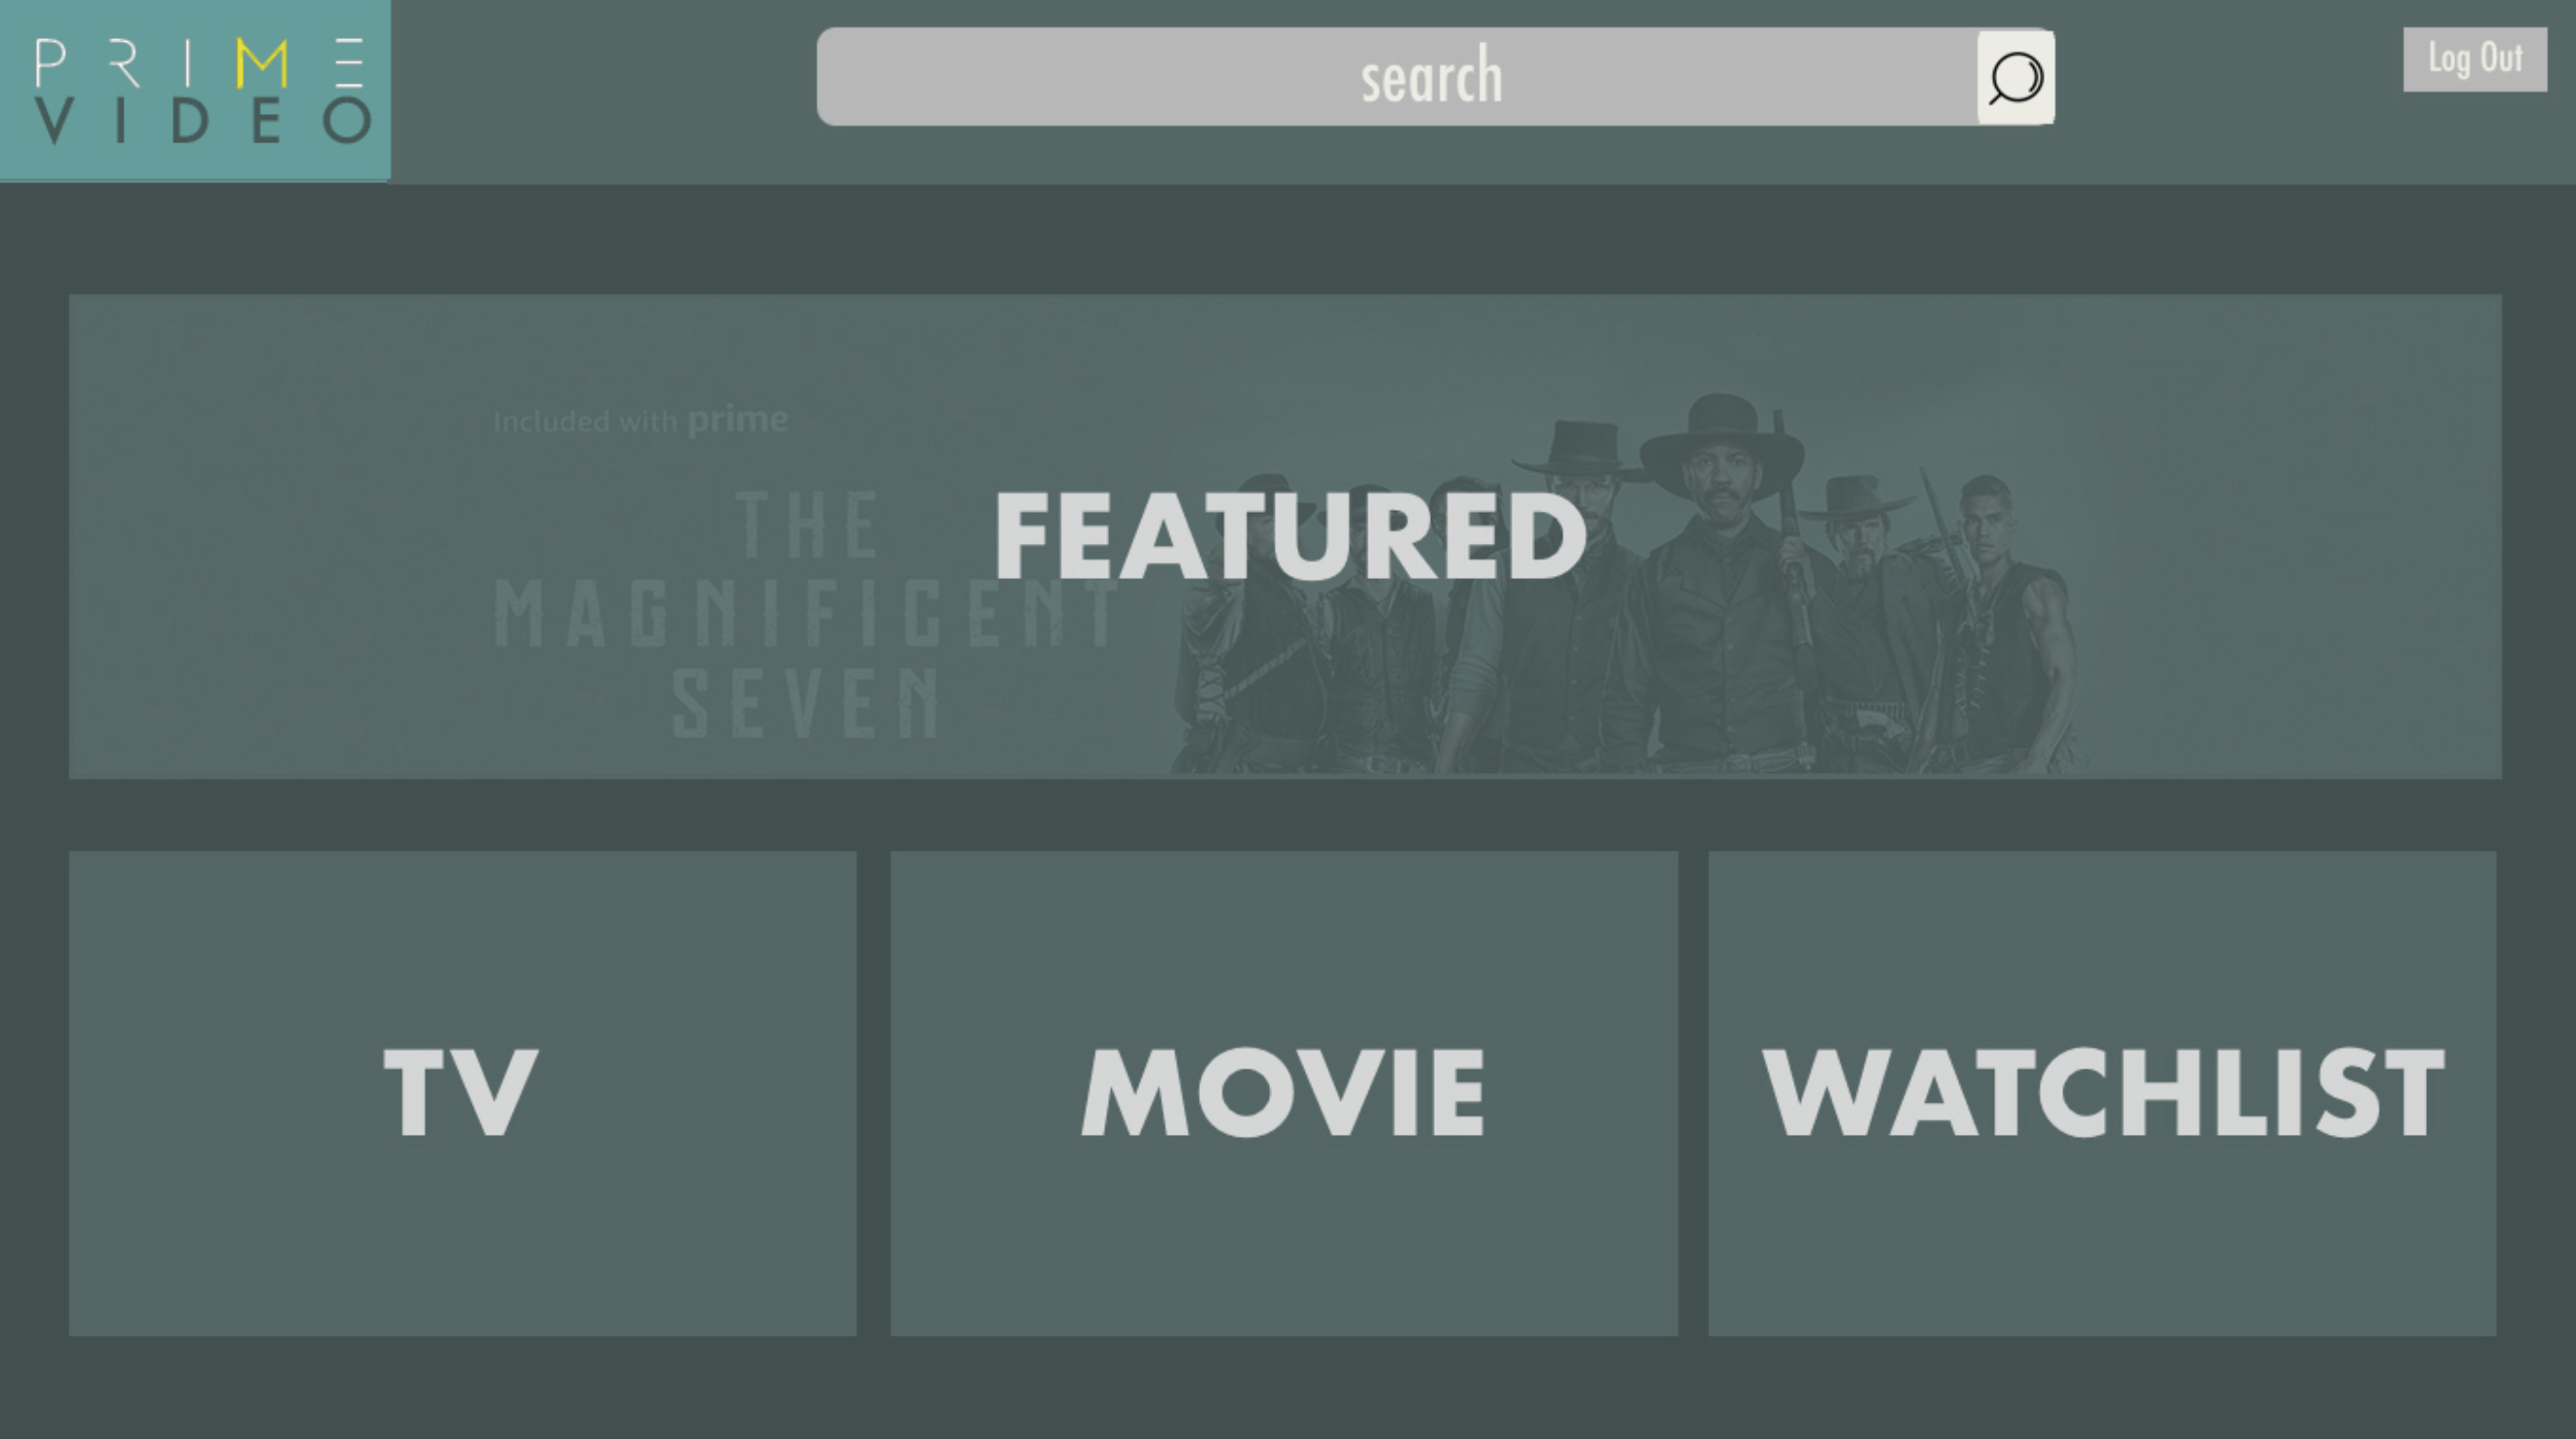 PRIME
VIDEO
search
Log Out
Included with prime
THE
MAGNIFICENT
SEVEN
FEATURED
TV
MOVIE
WATCHLIST